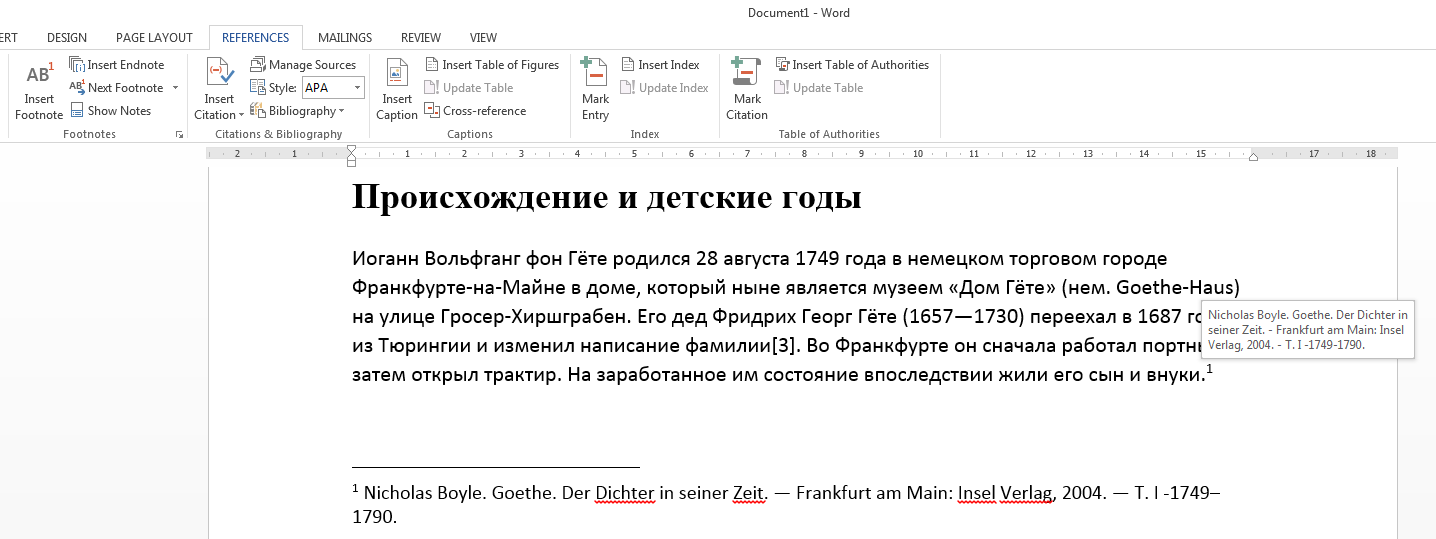 Document1 - Word
ERT DESIGN PAGE LAYOUT REFERENCES MAILINGS REVIEW VIEW
AB1 Insert Endnote Manage Sources Insert Table of Figures Insert Index Insert Table of Authorities
AB1 Next Footnote Style: APA Update Table Update Index Update Table
Insert Footnote Show Notes Insert Citation Bibliography Insert Caption Cross-reference Mark Entry Mark Citation
Footnotes Citations & Bibliography Captions Index Table of Authorities
2 1 1 2 3 4 5 6 7 8 9 10 11 12 13 14 15 17 18
Происхождение и детские годы
Иоганн Вольфганг фон Гёте родился 28 августа 1749 года в немецком торговом городе
Франкфурте-на-Майне в доме, который ныне является музеем «Дом Гёте» (нем. Goethe-Haus)
на улице Гросер-Хиршграбен. Его дед Фридрих Георг Гёте (1657—1730) переехал в 1687 го
из Тюрингии и изменил написание фамилии[3]. Во Франкфурте он сначала работал портн
затем открыл трактир. На заработанное им состояние впоследствии жили его сын и внуки.1
Nicholas Boyle. Goethe. Der Dichter in
seiner Zeit. - Frankfurt am Main: Insel
Verlag, 2004. - T. I -1749-1790.
1 Nicholas Boyle. Goethe. Der Dichter in seiner Zeit. — Frankfurt am Main: Insel Verlag, 2004. — T. I -1749–
1790.